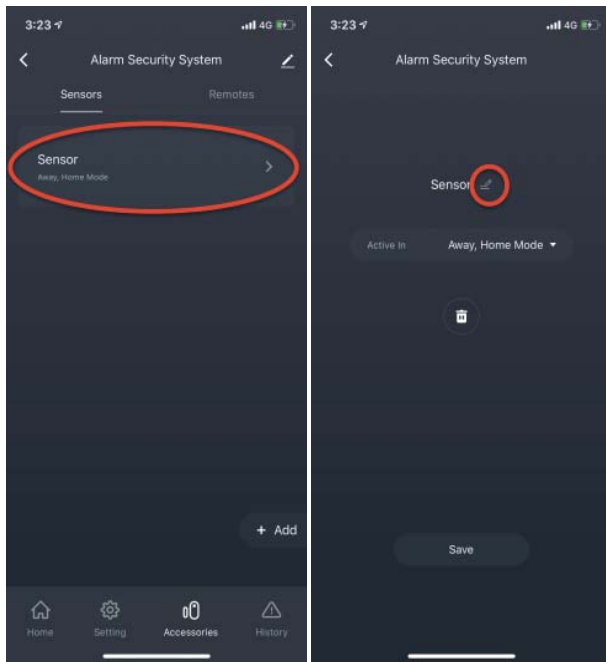 3:23 4G
Alarm Security System
Sensors Remotes
Sensor
Away, Home Mode
+ Add
Home Setting Accessories History
3:23 4G
Alarm Security System
Sensor
Active In Away, Home Mode
Save